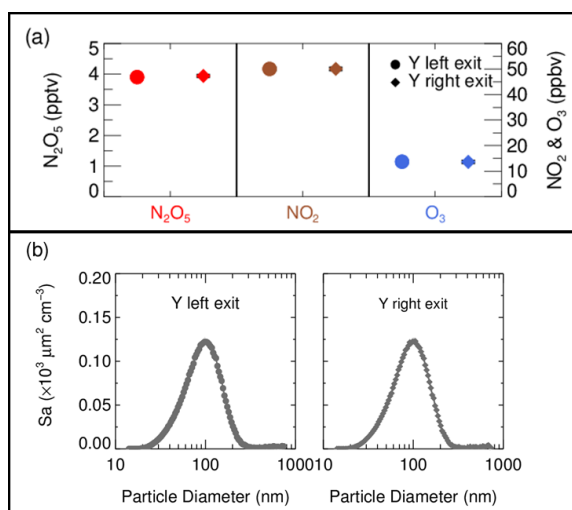 (a)
N₂O₅ (pptv)
5
4
3
2
1
0
Y left exit
Y right exit
60
50
40
30
20
10
0
NO₂ & O₃ (ppbv)
N₂O₅ NO₂ O₃
(b)
Sa (×10³ µm² cm⁻³)
0.20
0.15
0.10
0.05
0.00
Y left exit
Y right exit
10 100 1000
10 100 1000
Particle Diameter (nm) Particle Diameter (nm)